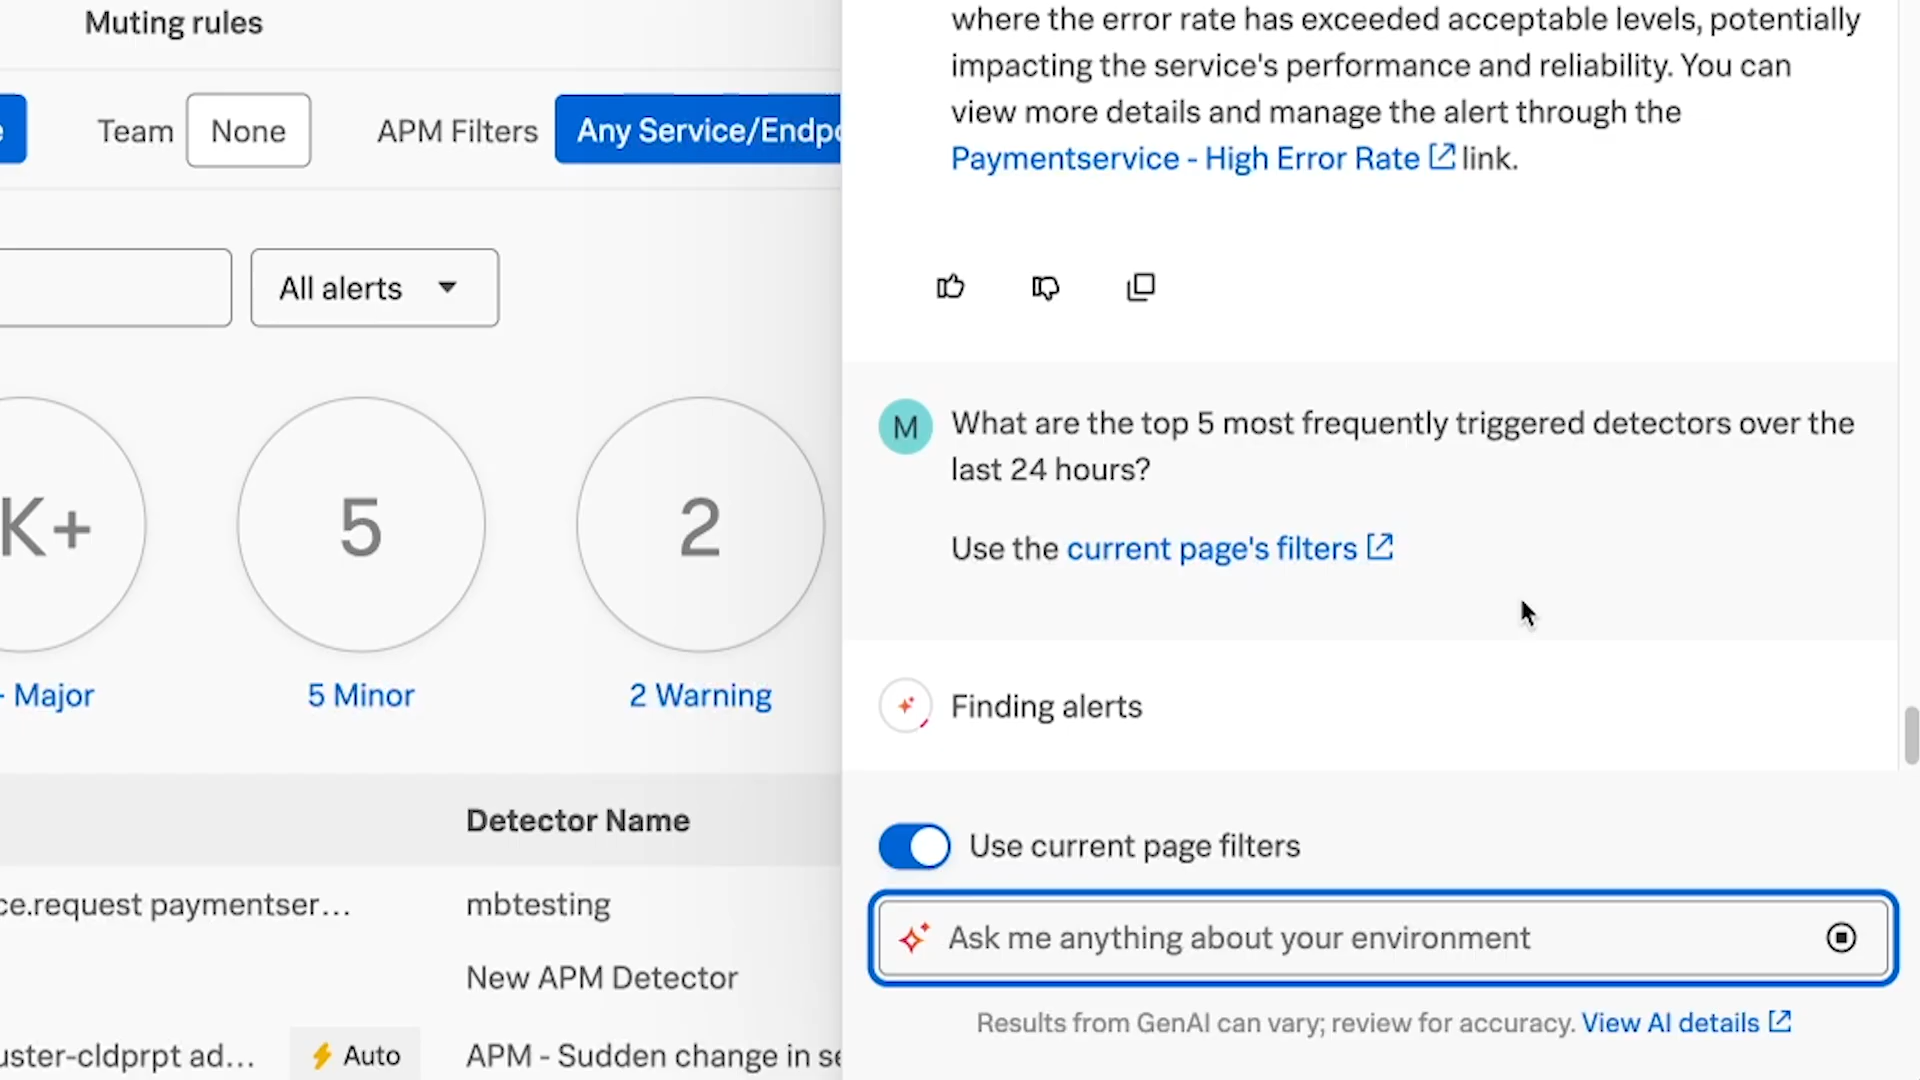 Muting rules
Team None APM Filters Any Service/Endpo
All alerts
K+
5
2
Major
5 Minor
2 Warning
Detector Name
ce.request paymentser... mbtesting
New APM Detector
uster-cldprpt ad... Auto APM - Sudden change in se
where the error rate has exceeded acceptable levels, potentially
impacting the service's performance and reliability. You can
view more details and manage the alert through the
Paymentservice - High Error Rate link.
M
What are the top 5 most frequently triggered detectors over the
last 24 hours?
Use the current page's filters
Finding alerts
Use current page filters
Ask me anything about your environment
Results from GenAI can vary; review for accuracy. View AI details